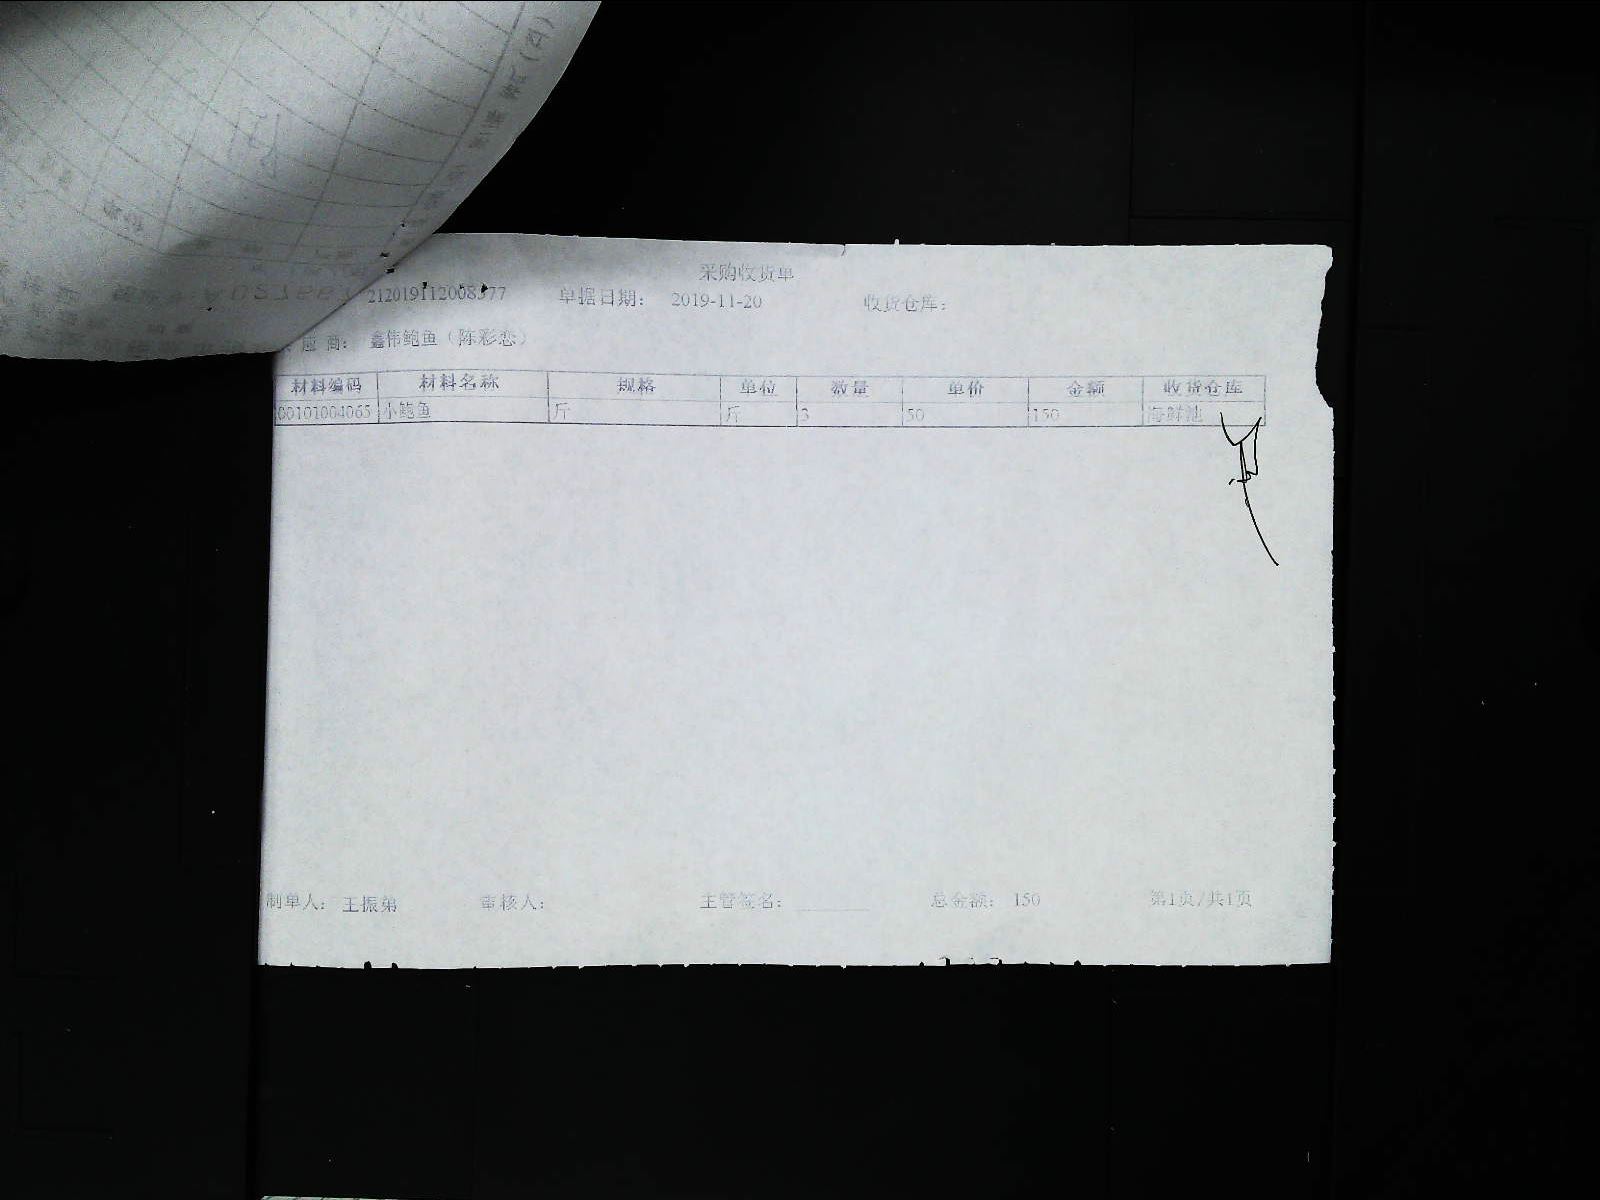 采购收货单
212019112008377 单据日期： 2019-11-20 收货仓库：
应 商： 鑫伟鲍鱼（陈彩恋）
材料编码 材料名称 规格 单位 数量 单价 金额 收货仓库
00101004065 小鲍鱼 斤 斤 3 50 150 海鲜池
制单人： 王振弟 审核人： 主管签名： 总金额： 150 第1页/共1页